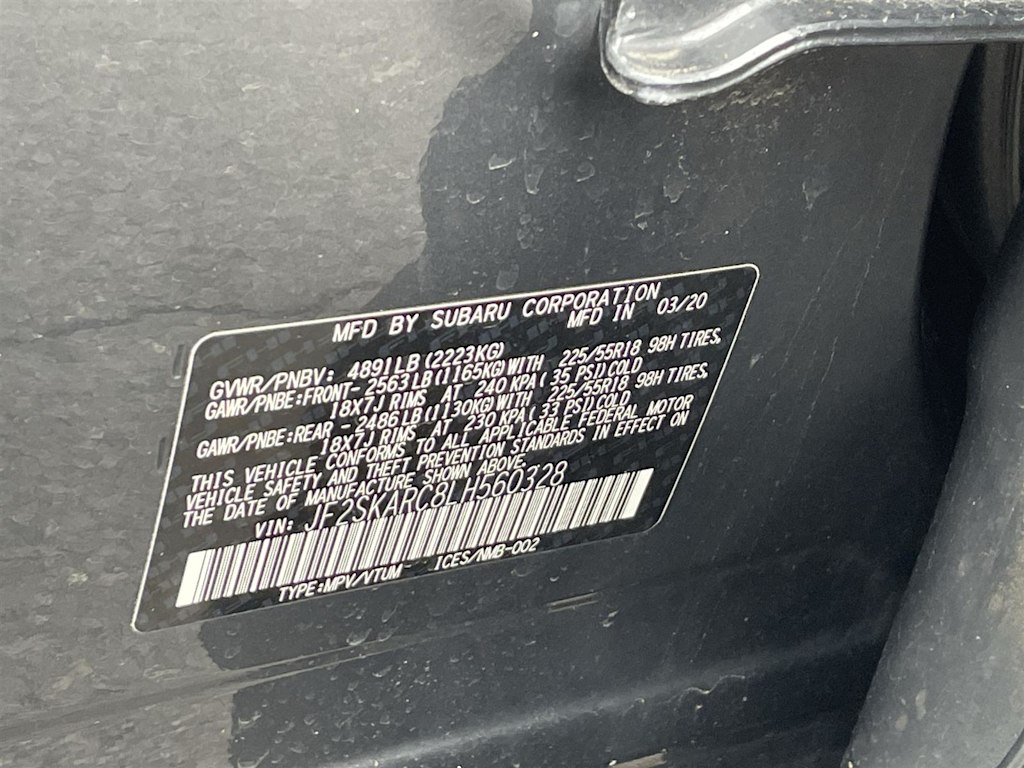 MFD BY SUBARU CORPORATION
MFD IN 03/20
GVWR/PNBV: 4891LB(2223KG)
GAWR/PNBE:FRONT-2563LB(1165KG)WITH 225/55R18 98H TIRES,
18X7J RIMS AT 240 KPA(35 PSI)COLD
GAWR/PNBE:REAR -2486LB(1130KG)WITH 225/55R18 98H TIRES,
18X7J RIMS AT 230 KPA(33 PSI)COLD
THIS VEHICLE CONFORMS TO ALL APPLICABLE FEDERAL MOTOR
VEHICLE SAFETY AND THEFT PREVENTION STANDARDS IN EFFECT ON
THE DATE OF MANUFACTURE SHOWN ABOVE.
VIN: JF2SKARC8LH560328
TYPE:MPV/VTUM ICES/NMB-002